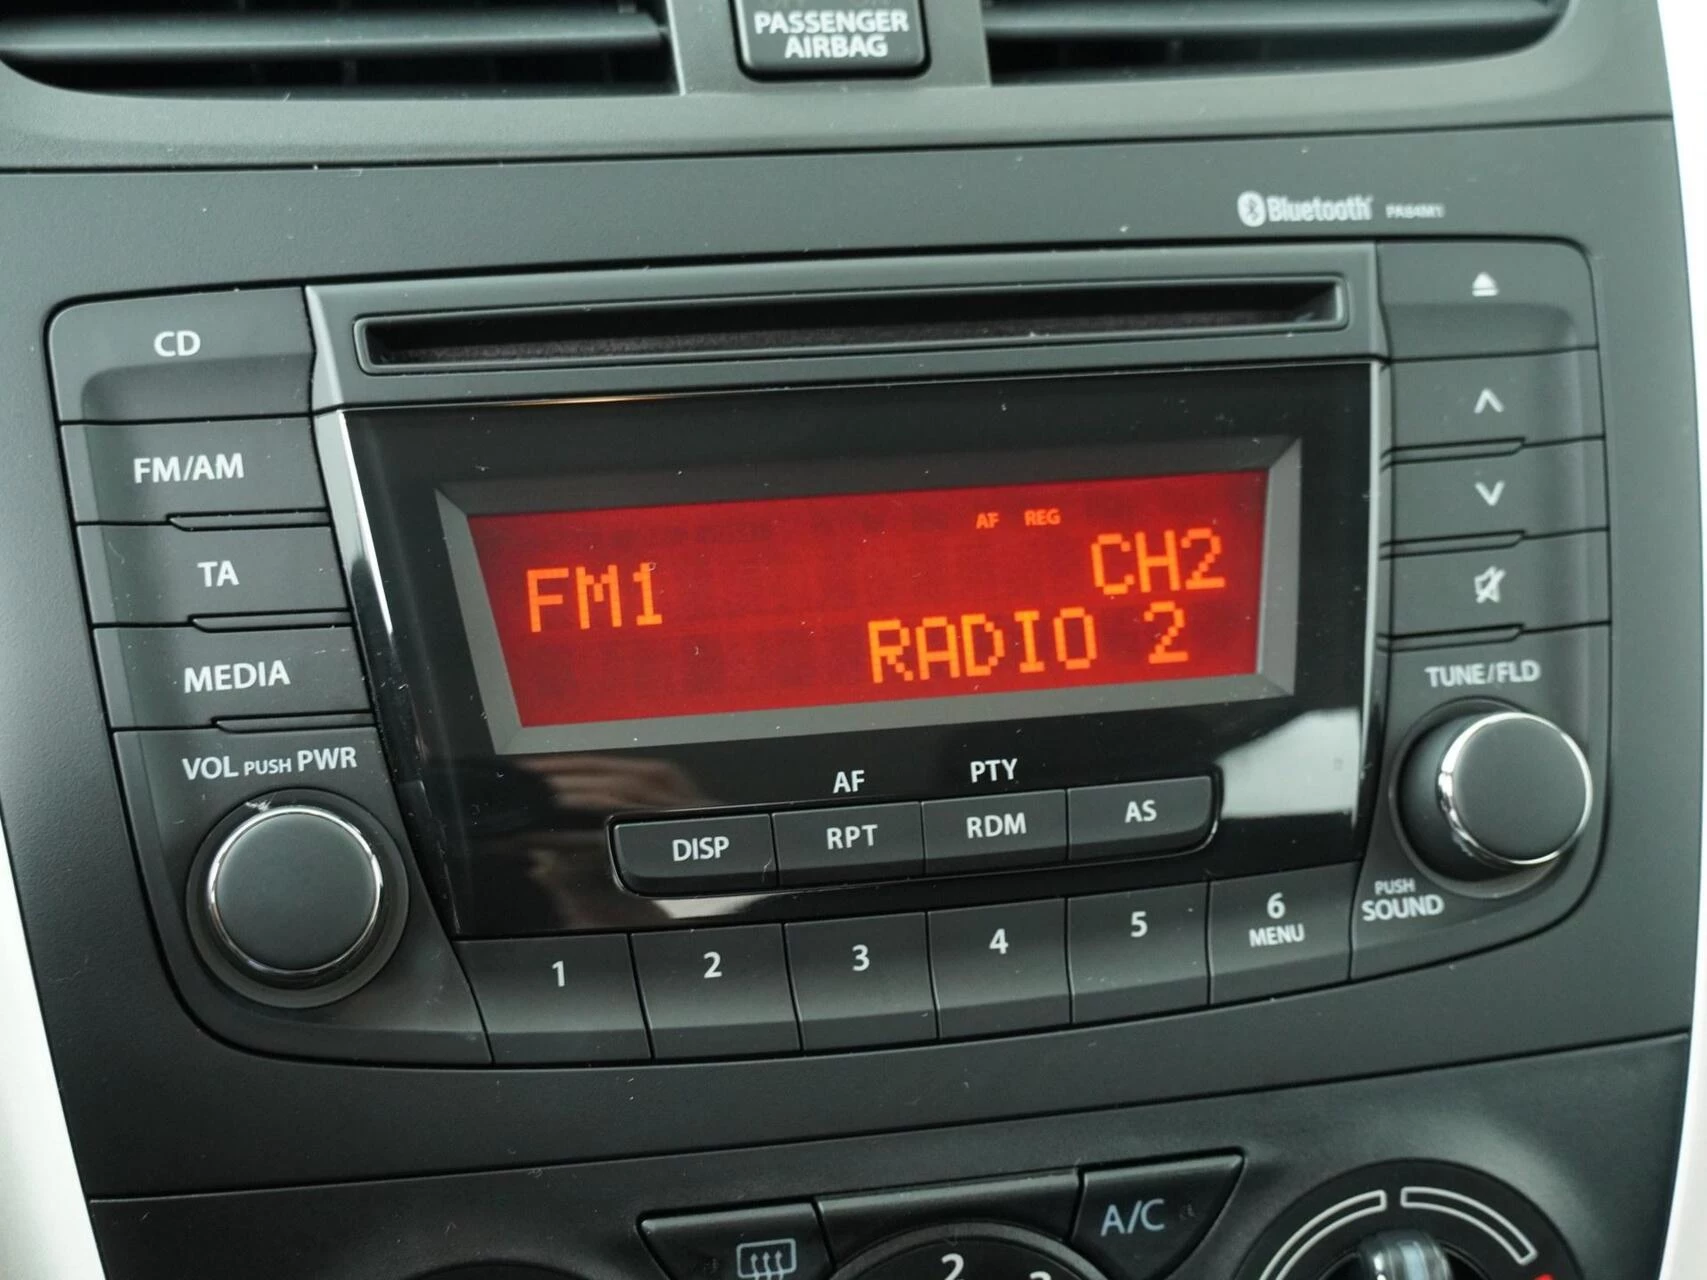 PASSENGER
AIRBAG
Bluetooth
CD
FM/AM
TA
MEDIA
VOL PUSH PWR
AF REG
FM1 CH2
RADIO 2
TUNE/FLD
AF PTY
DISP RPT RDM AS
PUSH
SOUND
1 2 3 4 5 6
MENU
A/C
2